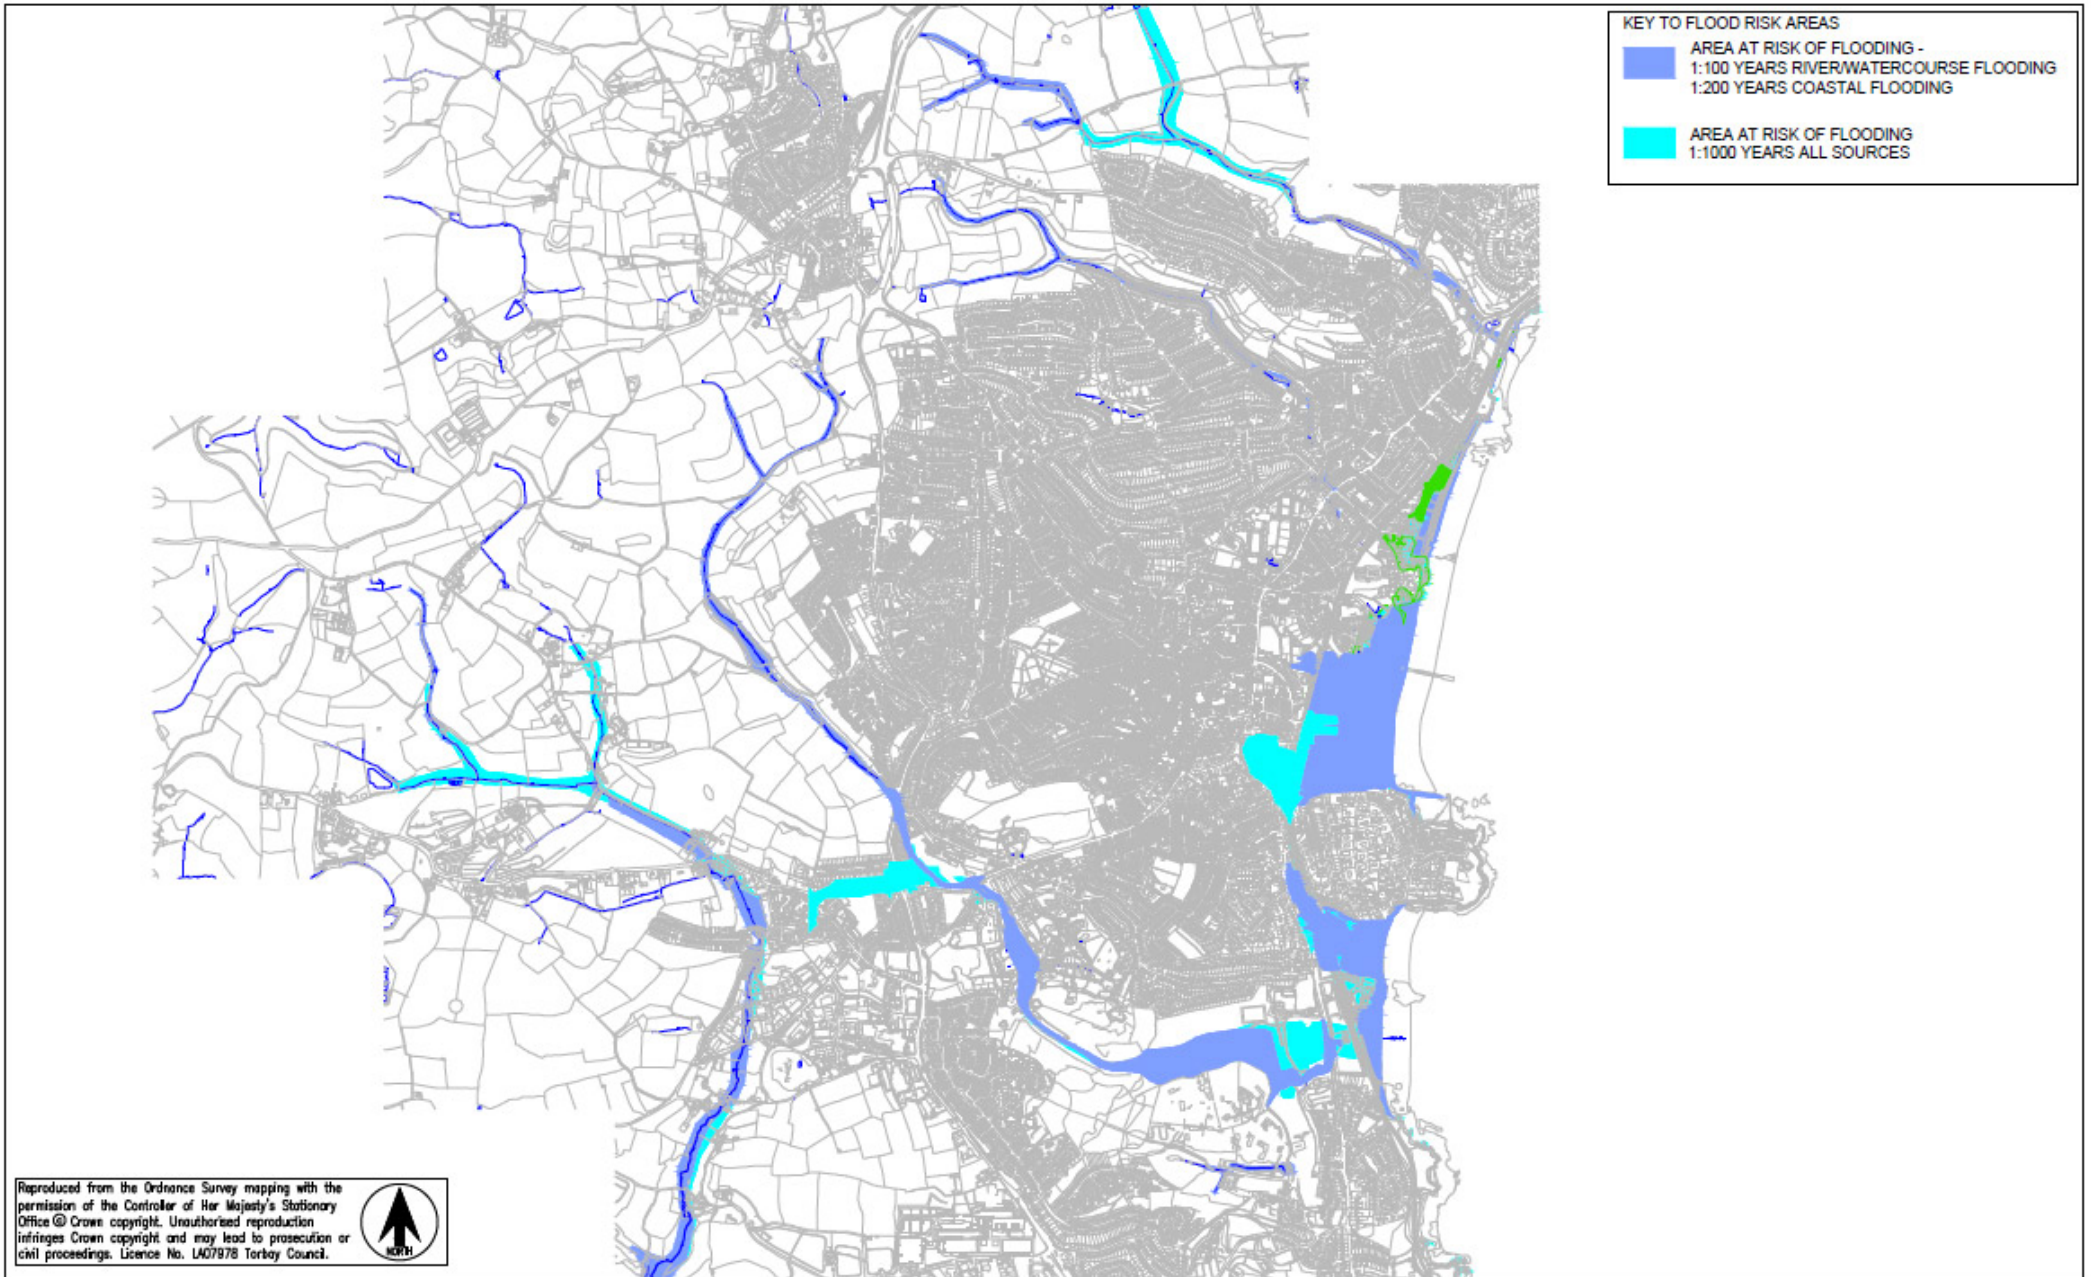 KEY TO FLOOD RISK AREAS
AREA AT RISK OF FLOODING -
1:100 YEARS RIVER/WATERCOURSE FLOODING
1:200 YEARS COASTAL FLOODING
AREA AT RISK OF FLOODING
1:1000 YEARS ALL SOURCES
Reproduced from the Ordnance Survey mapping with the
permission of the Controller of Her Majesty's Stationary
Office © Crown copyright. Unauthorised reproduction
infringes Crown copyright and may lead to prosecution or
civil proceedings. Licence No. LA07978 Torbay Council.
NORTH